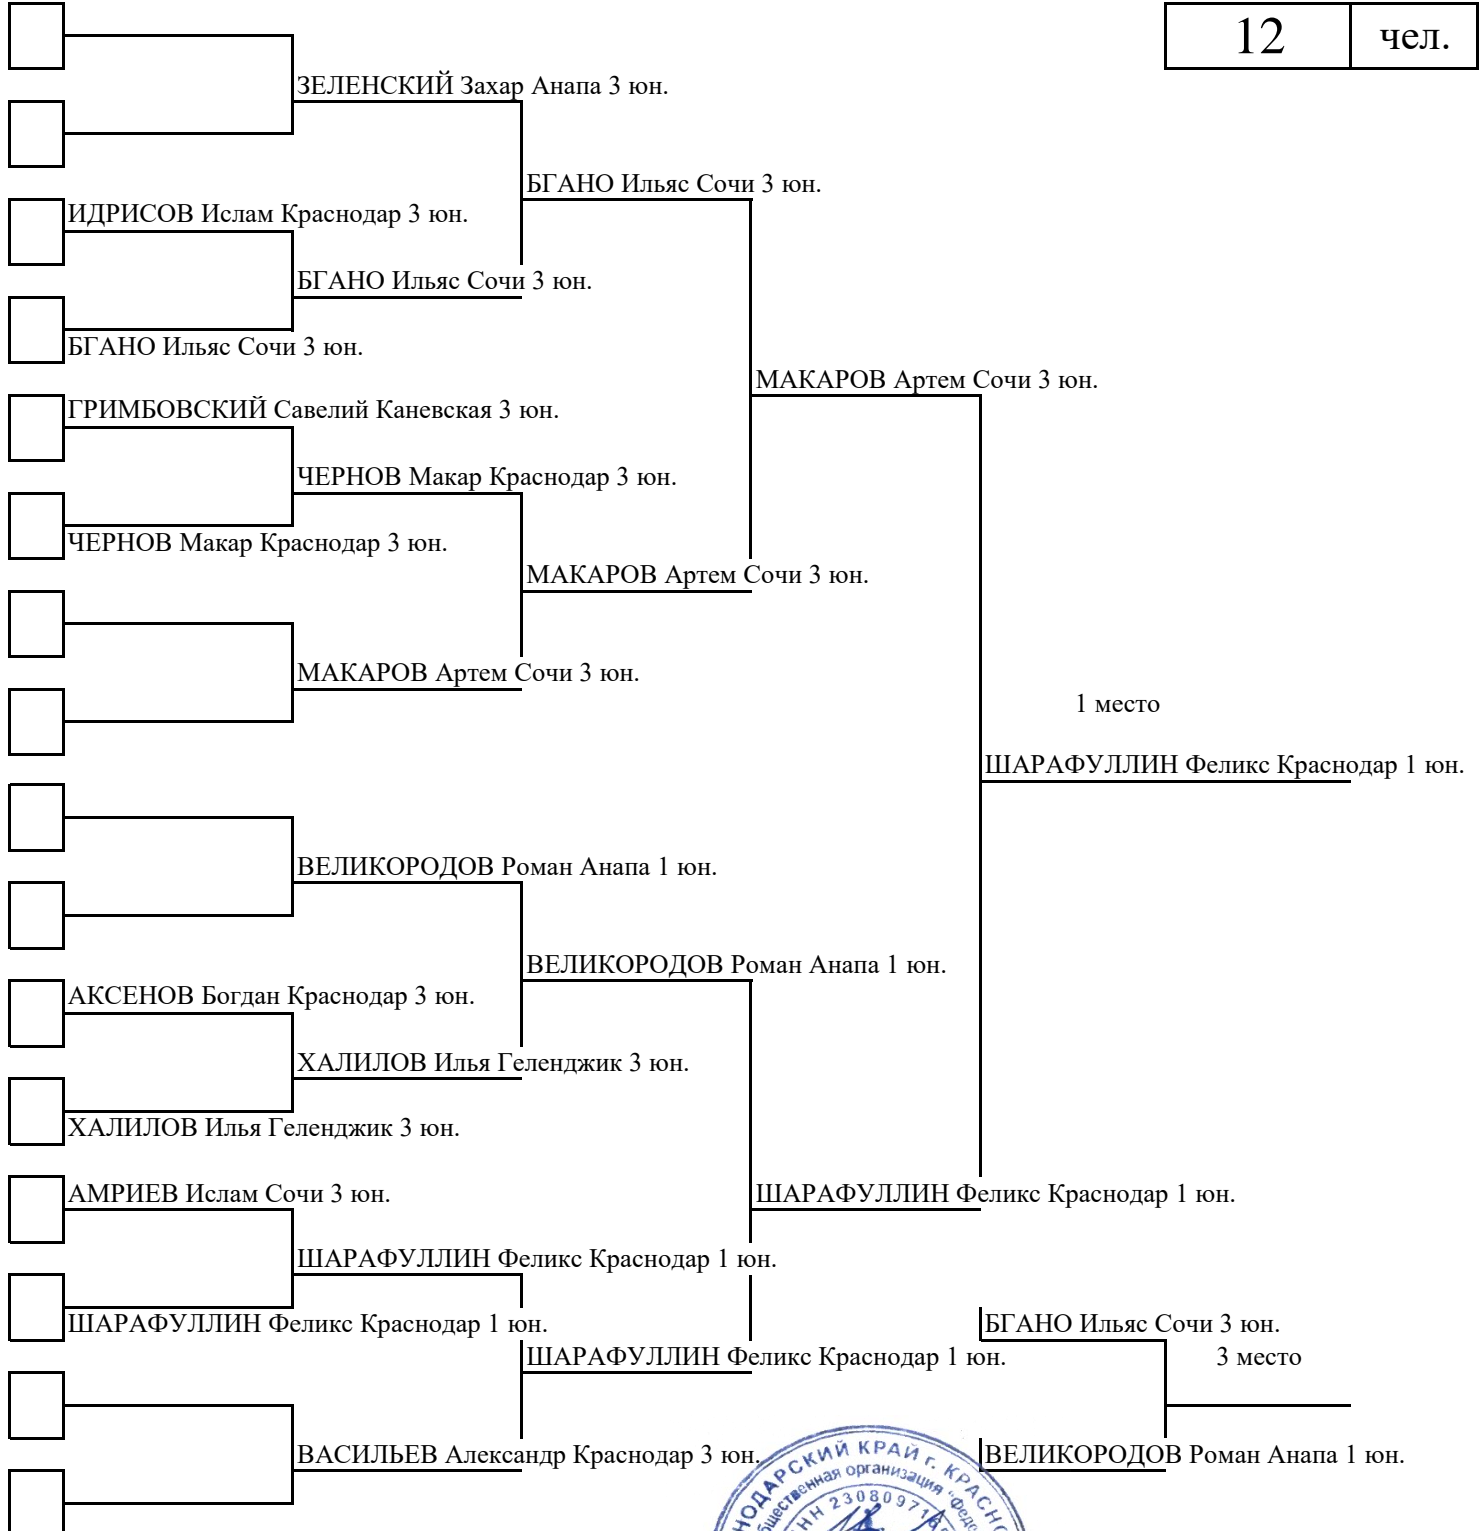 12 чел.
ЗЕЛЕНСКИЙ Захар Анапа 3 юн.
БГАНО Ильяс Сочи 3 юн.
ИДРИСОВ Ислам Краснодар 3 юн.
БГАНО Ильяс Сочи 3 юн.
БГАНО Ильяс Сочи 3 юн.
МАКАРОВ Артем Сочи 3 юн.
ГРИМБОВСКИЙ Савелий Каневская 3 юн.
ЧЕРНОВ Макар Краснодар 3 юн.
ЧЕРНОВ Макар Краснодар 3 юн.
МАКАРОВ Артем Сочи 3 юн.
МАКАРОВ Артем Сочи 3 юн.
1 место
ШАРАФУЛЛИН Феликс Краснодар 1 юн.
ВЕЛИКОРОДОВ Роман Анапа 1 юн.
ВЕЛИКОРОДОВ Роман Анапа 1 юн.
АКСЕНОВ Богдан Краснодар 3 юн.
ХАЛИЛОВ Илья Геленджик 3 юн.
ХАЛИЛОВ Илья Геленджик 3 юн.
АМРИЕВ Ислам Сочи 3 юн.
ШАРАФУЛЛИН Феликс Краснодар 1 юн.
ШАРАФУЛЛИН Феликс Краснодар 1 юн.
ШАРАФУЛЛИН Феликс Краснодар 1 юн.
БГАНО Ильяс Сочи 3 юн.
ШАРАФУЛЛИН Феликс Краснодар 1 юн.
3 место
ВАСИЛЬЕВ Александр Краснодар 3 юн.
ВЕЛИКОРОДОВ Роман Анапа 1 юн.
КРАЙ г.
организация